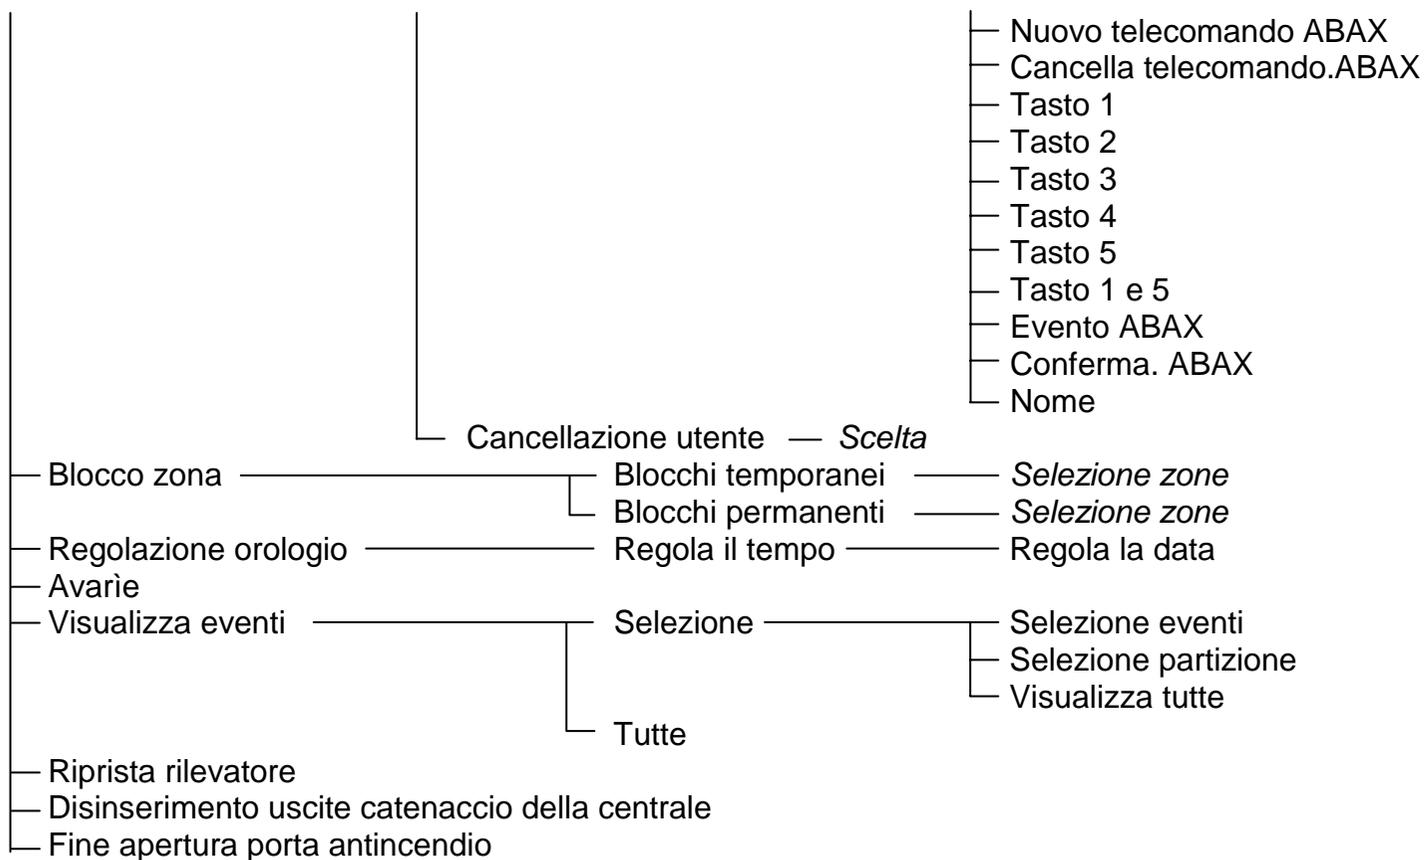 Nuovo telecomando ABAX
Cancella telecomando.ABAX
Tasto 1
Tasto 2
Tasto 3
Tasto 4
Tasto 5
Tasto 1 e 5
Evento ABAX
Conferma. ABAX
Nome
Cancellazione utente Scelta
Blocco zona Blocchi temporanei Selezione zone
Blocchi permanenti Selezione zone
Regolazione orologio Regola il tempo Regola la data
Avarìe
Visualizza eventi Selezione Selezione eventi
Selezione partizione
Visualizza tutte
Tutte
Riprista rilevatore
Disinserimento uscite catenaccio della centrale
Fine apertura porta antincendio